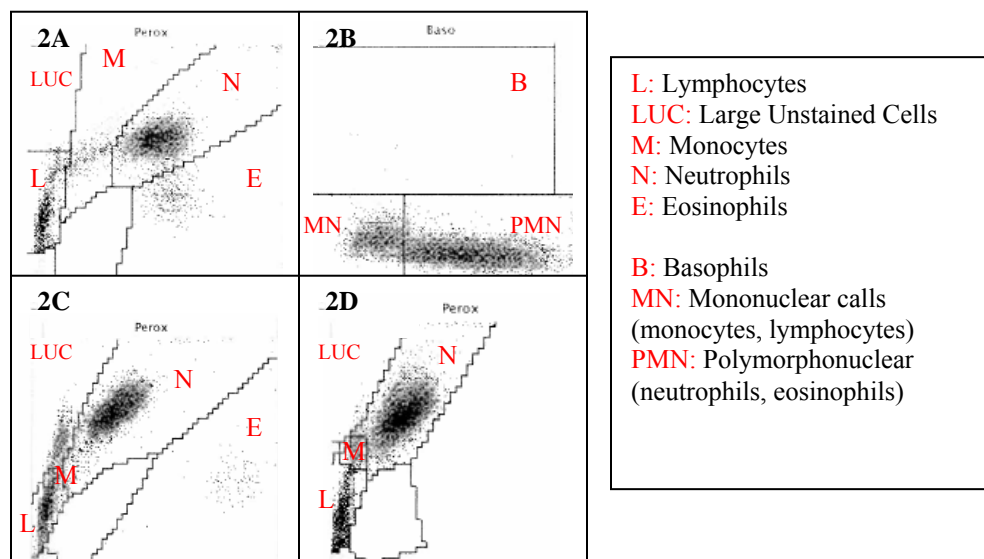 2A
Perox
M
LUC
N
L
E
2B
Baso
B
MN
PMN
2C
Perox
LUC
N
E
M
L
2D
Perox
LUC
N
M
L
L: Lymphocytes
LUC: Large Unstained Cells
M: Monocytes
N: Neutrophils
E: Eosinophils
B: Basophils
MN: Mononuclear calls
(monocytes, lymphocytes)
PMN: Polymorphonuclear
(neutrophils, eosinophils)